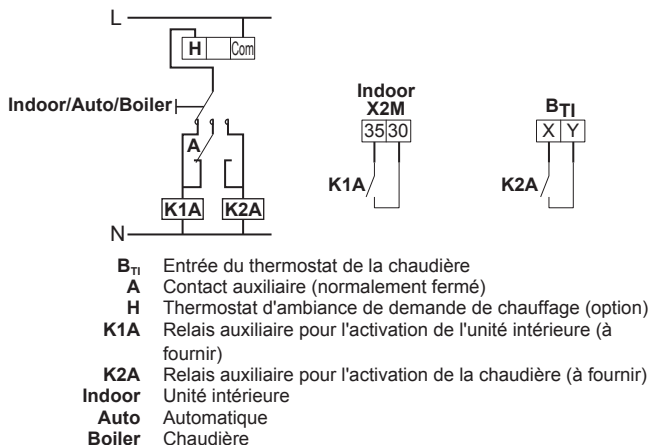 L
H Com
Indoor/Auto/Boiler
A
K1A K2A
N
Indoor
X2M
35 30
K1A
BTI
X Y
K2A
BTI Entrée du thermostat de la chaudière
A Contact auxiliaire (normalement fermé)
H Thermostat d'ambiance de demande de chauffage (option)
K1A Relais auxiliaire pour l'activation de l'unité intérieure (à
fournir)
K2A Relais auxiliaire pour l'activation de la chaudière (à fournir)
Indoor Unité intérieure
Auto Automatique
Boiler Chaudière